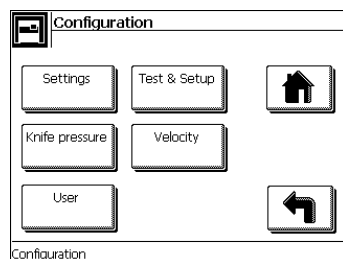 Configuration
Settings
Test & Setup
Knife pressure
Velocity
User
Configuration